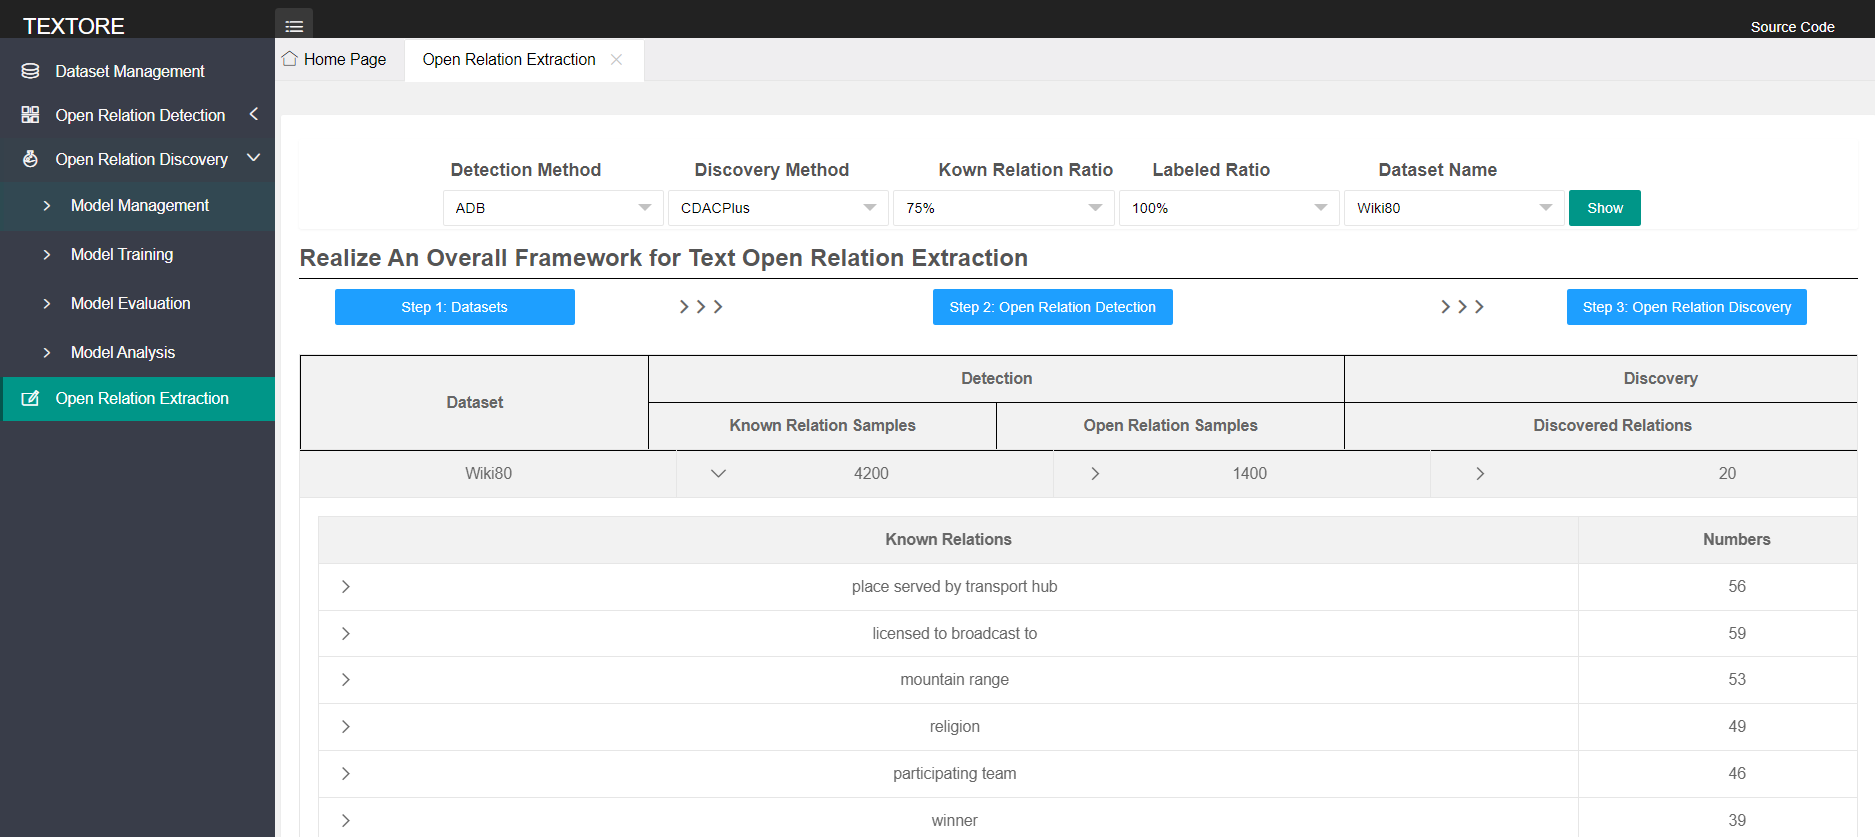 TEXTORE
Source Code
Dataset Management
Open Relation Detection
Open Relation Discovery
Model Management
Model Training
Model Evaluation
Model Analysis
Open Relation Extraction
Home Page
Open Relation Extraction
Detection Method
Discovery Method
Kown Relation Ratio
Labeled Ratio
Dataset Name
ADB
CDACPlus
75%
100%
Wiki80
Show
Realize An Overall Framework for Text Open Relation Extraction
Step 1: Datasets
Step 2: Open Relation Detection
Step 3: Open Relation Discovery
Dataset
Detection
Discovery
Known Relation Samples
Open Relation Samples
Discovered Relations
Wiki80
4200
1400
20
Known Relations
Numbers
place served by transport hub
56
licensed to broadcast to
59
mountain range
53
religion
49
participating team
46
winner
39